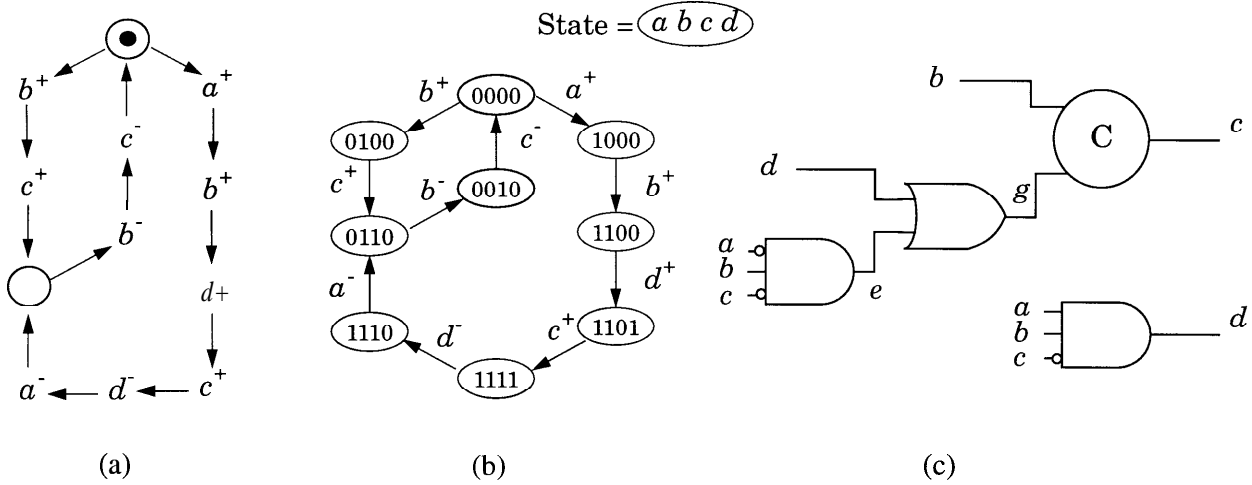 State = a b c d
b+ a+
c- 
c+ b+
b-
d+
a- d- c+
(a)
b+ 0000 a+
0100 c- 1000
c+ b- 0010 b+
0110 1100
a- d+
1110 d- c+ 1101
1111
(b)
b
C c
d
g
a
b
c e
a
b d
c
(c)